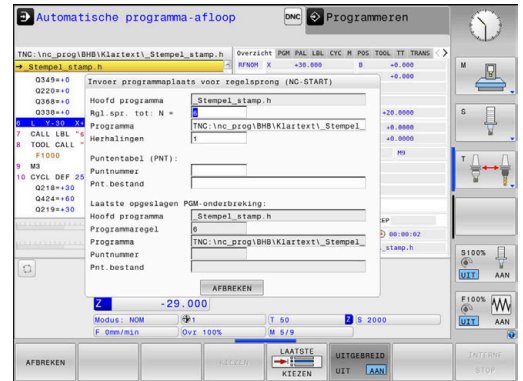 Automatische programma-afloop
DNC
Programmeren
TNC:\nc_prog\BHB\Klartext\_Stempel_stamp.h
Overzicht PGM PAL LBL CYC M POS TOOL TT TRANS
→_Stempel_stamp.h
RFNOM X +30.000 B +0.000
Q349=+0
Q220=+0
Q368=+0
Q338=+0
6 L Y-30 X+
7 CALL LBL "S
8 TOOL CALL "
F1000
9 M3
10 CYCL DEF 25
Q218=+30
Q424=+60
Q219=+30
+0.000
+20.0000
+0.0000
+0.0000
M9
EP
00:00:02
_stamp.h
Invoer programmaplaats voor regelsprong (NC-START)
Hoofd programma _Stempel_stamp.h
Rgl.spr. tot: N =
Programma TNC:\nc_prog\BHB\Klartext\_Stempel_
Herhalingen 1
Puntentabel (PNT):
Puntnummer
Pnt.bestand
Laatste opgeslagen PGM-onderbreking:
Hoofd programma _Stempel_stamp.h
Programmaregel 6
Programma TNC:\nc_prog\BHB\Klartext\_Stempel_
Herhalingen 1
Puntnummer
Pnt.bestand
AFBREKEN
Z -29.000
Modus: NOM 1 T 50 Z S 2000
F 0mm/min Ovr 100% M 5/9
M
S
T
S100%
UIT AAN
F100%
UIT AAN
AFBREKEN
KIEZEN
LAATSTE
KIEZEN
UITGEBREID
UIT AAN
INTERNE
STOP